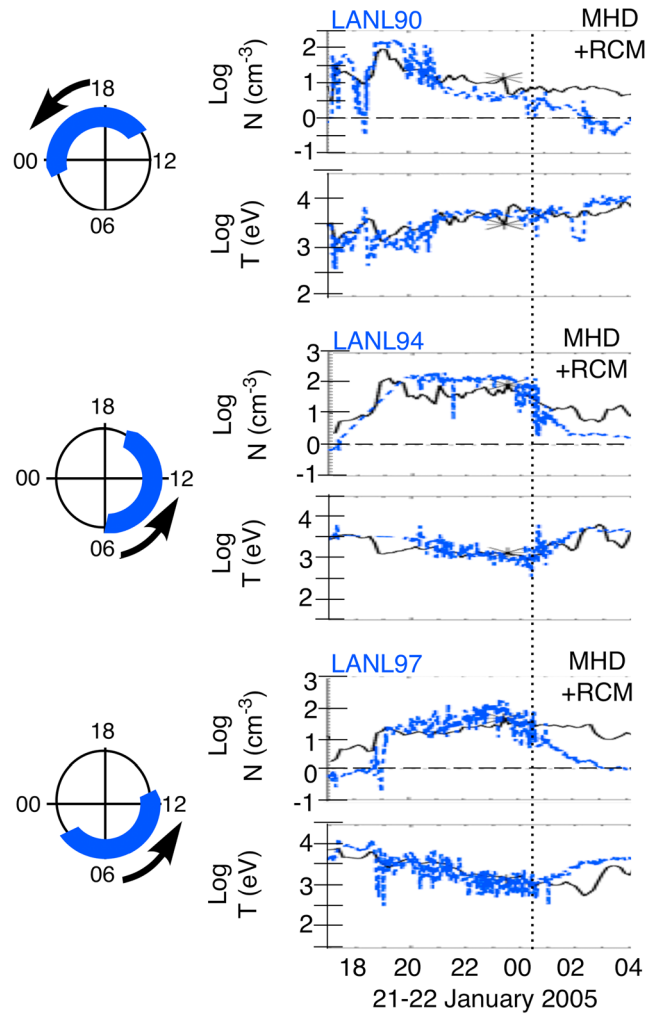 LANL90
MHD
+RCM
18
00
12
06
Log
N (cm-3)
2
1
0
-1
Log
T (eV)
4
3
2
LANL94
MHD
+RCM
18
00
12
06
Log
N (cm-3)
3
2
1
0
-1
Log
T (eV)
4
3
2
LANL97
MHD
+RCM
18
00
12
06
Log
N (cm-3)
3
2
1
0
-1
Log
T (eV)
4
3
2
18 20 22 00 02 04
21-22 January 2005